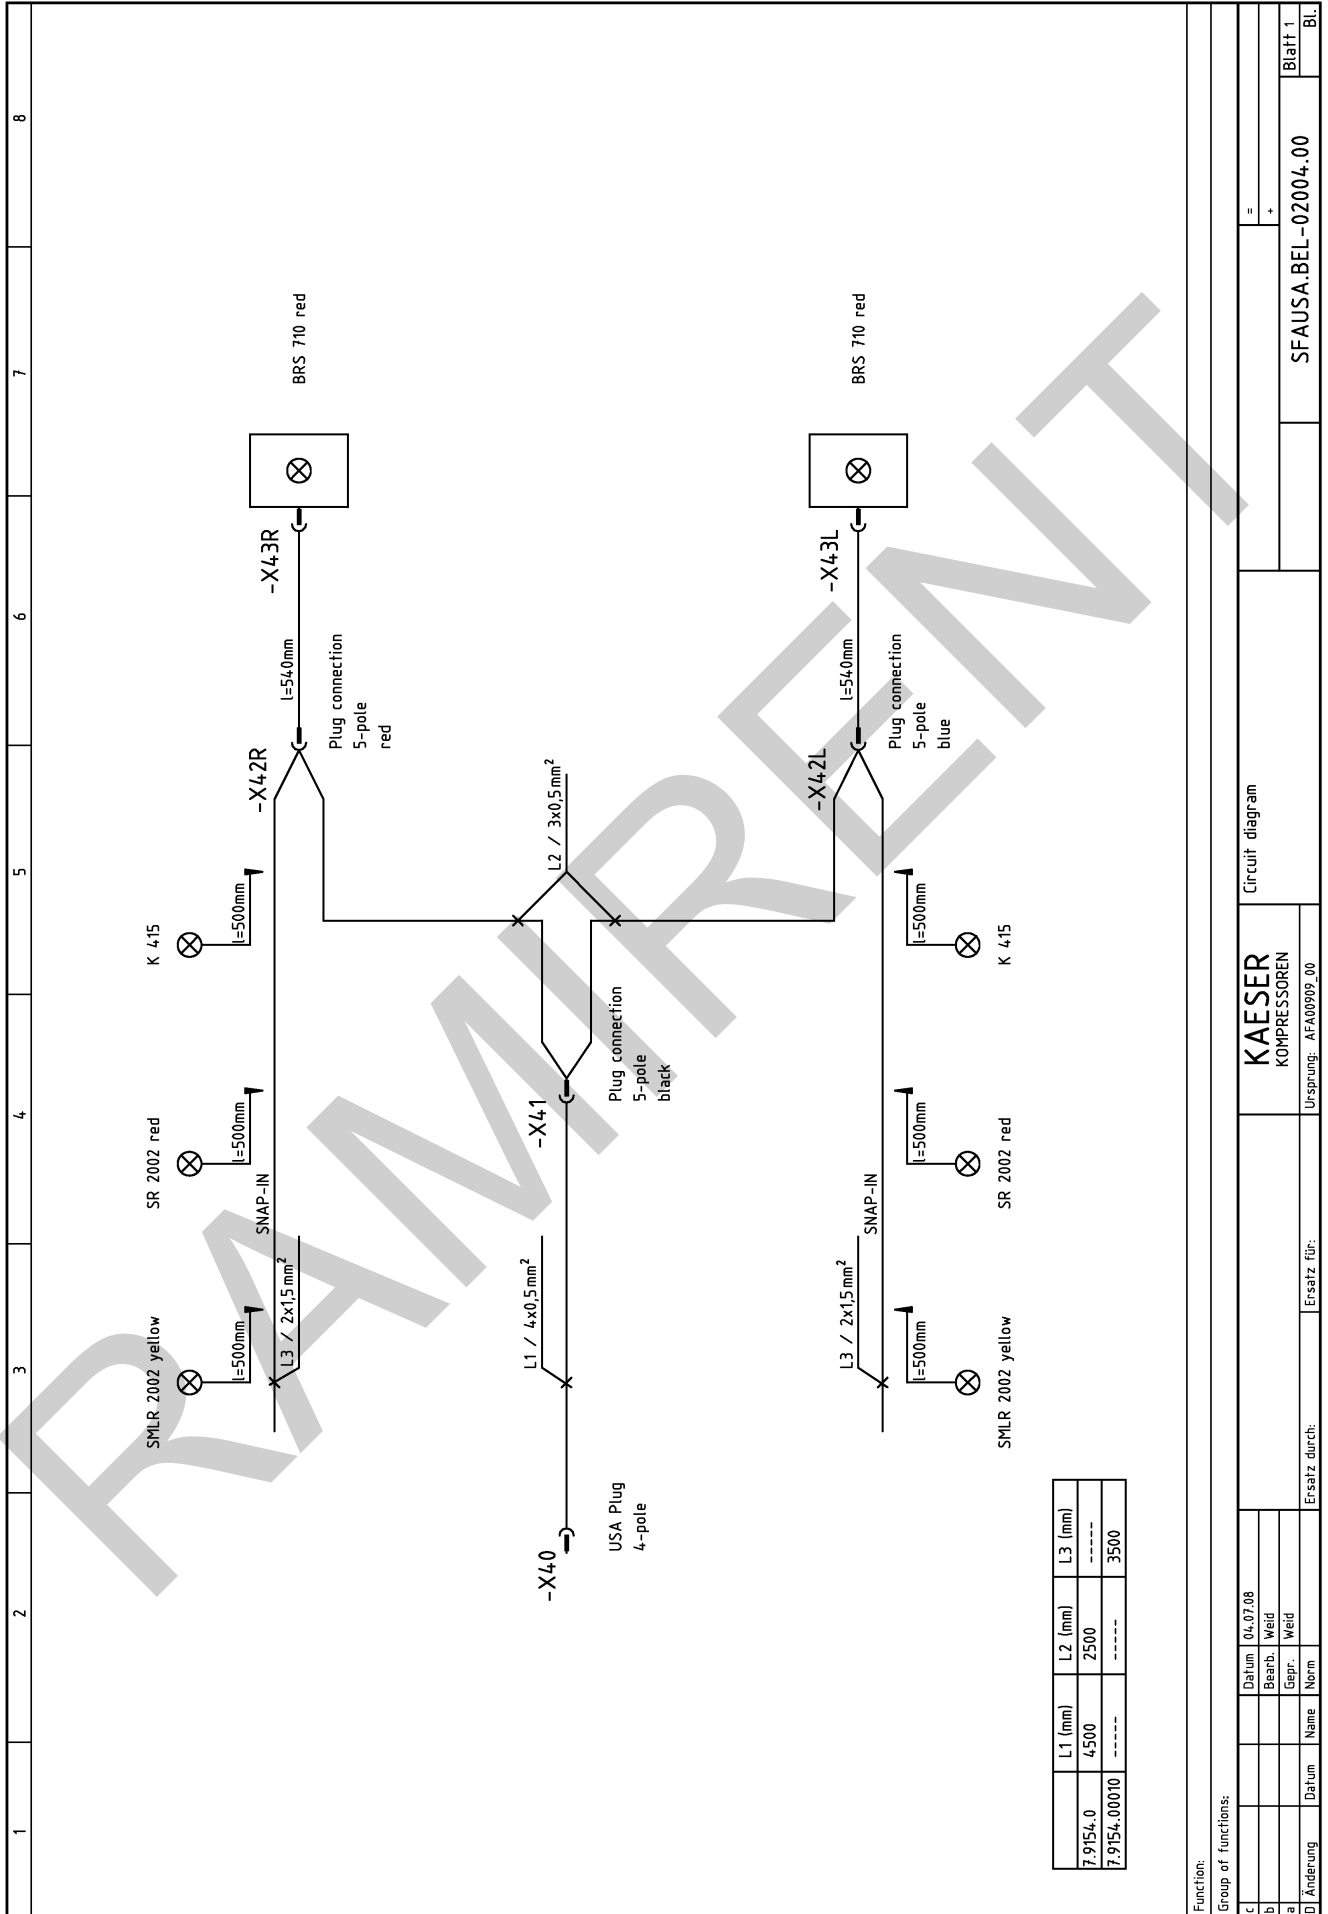 1
2
3
4
5
6
7
8
SMLR 2002 yellow
SR 2002 red
K 415
l=500mm
l=500mm
l=500mm
SNAP-IN
L3 / 2x1,5mm²
-X42R
l=540mm
-X43R
BRS 710 red
Plug connection
5-pole
red
L1 / 4x0,5mm²
-X40
-X41
L2 / 3x0,5mm²
USA Plug
4-pole
Plug connection
5-pole
black
-X42L
l=540mm
-X43L
BRS 710 red
Plug connection
5-pole
blue
L3 / 2x1,5mm²
SNAP-IN
l=500mm
l=500mm
l=500mm
SMLR 2002 yellow
SR 2002 red
K 415
L1 (mm) L2 (mm) L3 (mm)
7.9154.0 4500 2500 -----
7.9154.00010 ----- ----- 3500
RAMIRENT
Function:
Group of functions:
c Datum 04.07.08
b Bearb. Weid
a Gepr. Weid
D Änderung Datum Name Norm
Ersatz durch:
Ersatz für:
KAESER
KOMPRESSOREN
Ursprung: AFA00909_00
Circuit diagram
=
+
SFAUSA.BEL-02004.00
Blatt 1
Bl.